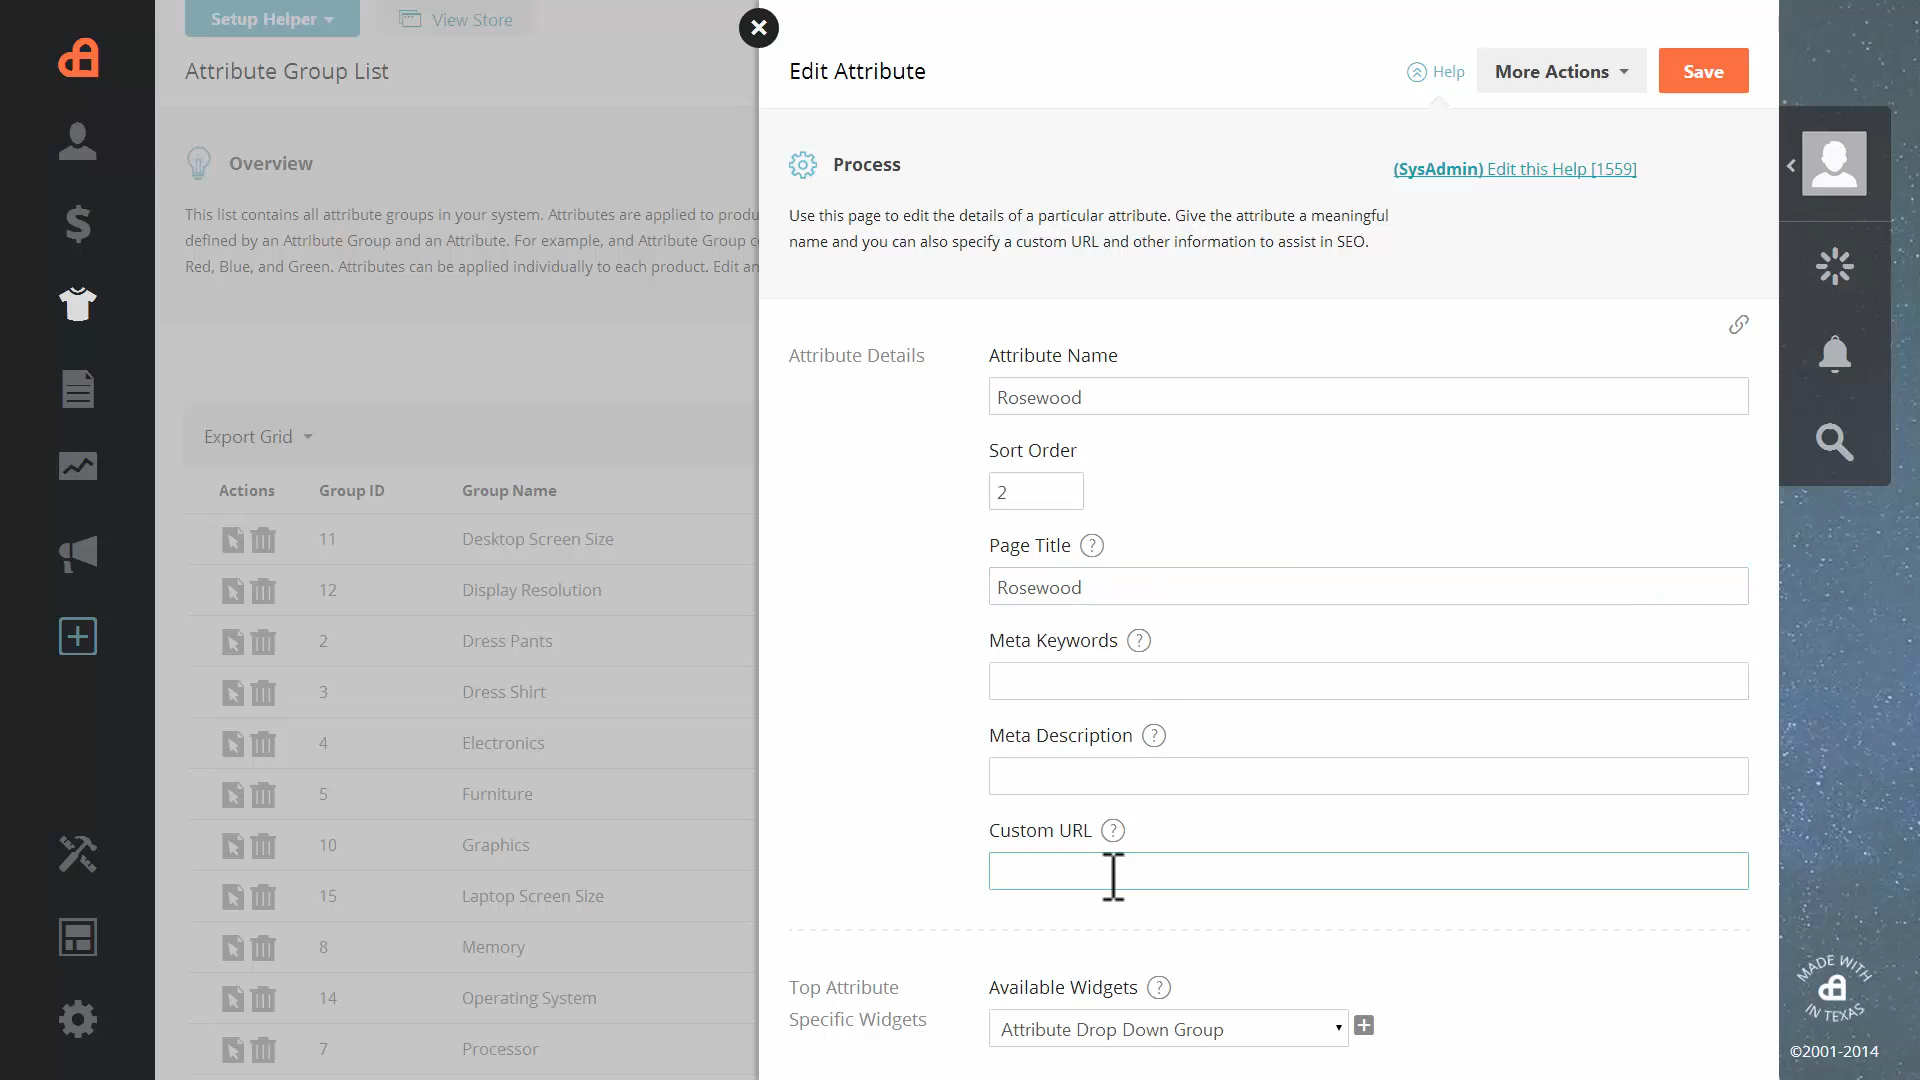 Setup Helper
View Store
Attribute Group List
Overview
This list contains all attribute groups in your system. Attributes are applied to produ
defined by an Attribute Group and an Attribute. For example, and Attribute Group c
Red, Blue, and Green. Attributes can be applied individually to each product. Edit an
Export Grid
Actions Group ID Group Name
11 Desktop Screen Size
12 Display Resolution
2 Dress Pants
3 Dress Shirt
4 Electronics
5 Furniture
10 Graphics
15 Laptop Screen Size
8 Memory
14 Operating System
7 Processor
Edit Attribute
Help
More Actions
Save
Process
(SysAdmin) Edit this Help [1559]
Use this page to edit the details of a particular attribute. Give the attribute a meaningful
name and you can also specify a custom URL and other information to assist in SEO.
Attribute Details
Attribute Name
Rosewood
Sort Order
2
Page Title ?
Rosewood
Meta Keywords ?
Meta Description ?
Custom URL ?
Top Attribute
Specific Widgets
Available Widgets ?
Attribute Drop Down Group
MADE WITH
IN TEXAS
©2001-2014